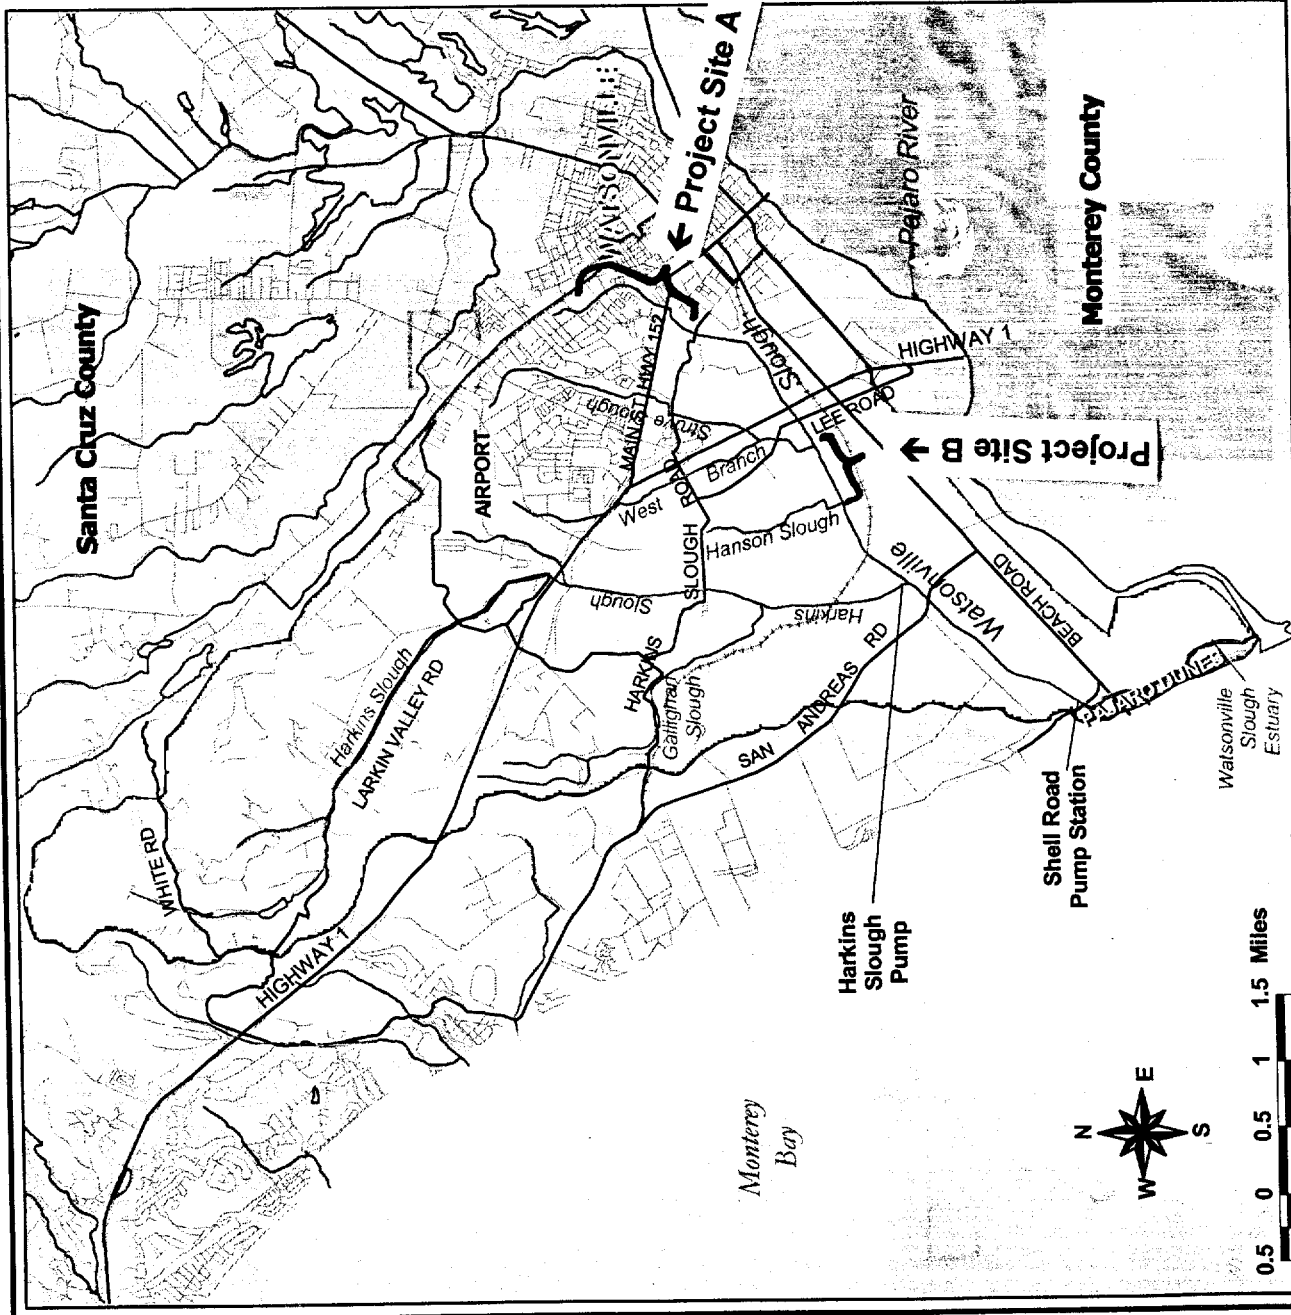 Santa Cruz County
WATSONVILLE
← Project Site A
Pajaro River
Monterey County
AIRPORT
MAIN ST HWY 152
Struve Slough
Slough
HIGHWAY 1
LEE ROAD
West Branch
Project Site B →
Hanson Slough
HARKINS SLOUGH ROAD
Harkins Slough
Harkins Slough
LARKIN VALLEY RD
WHITE RD
HIGHWAY 1
Gallighan
Slough
SAN ANDREAS RD
Watsonville
BEACH ROAD
PAJARO DUNES
Watsonville
Slough
Estuary
Shell Road
Pump Station
Harkins
Slough
Pump
Monterey
Bay
N
W
E
S
0.5 0 0.5 1 1.5 Miles